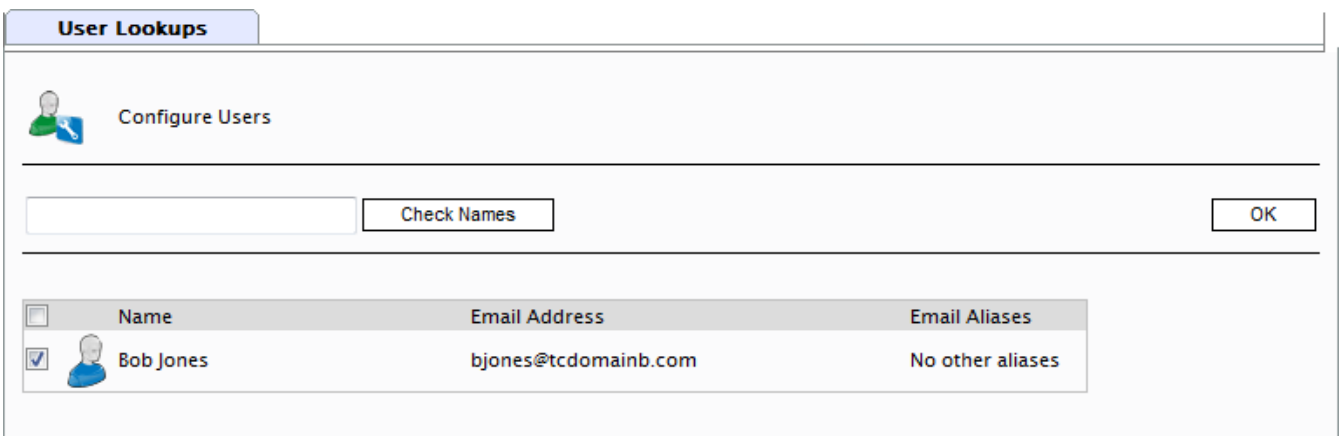 User Lookups
Configure Users
Check Names OK
Name Email Address Email Aliases
Bob Jones bjones@tcdomainb.com No other aliases